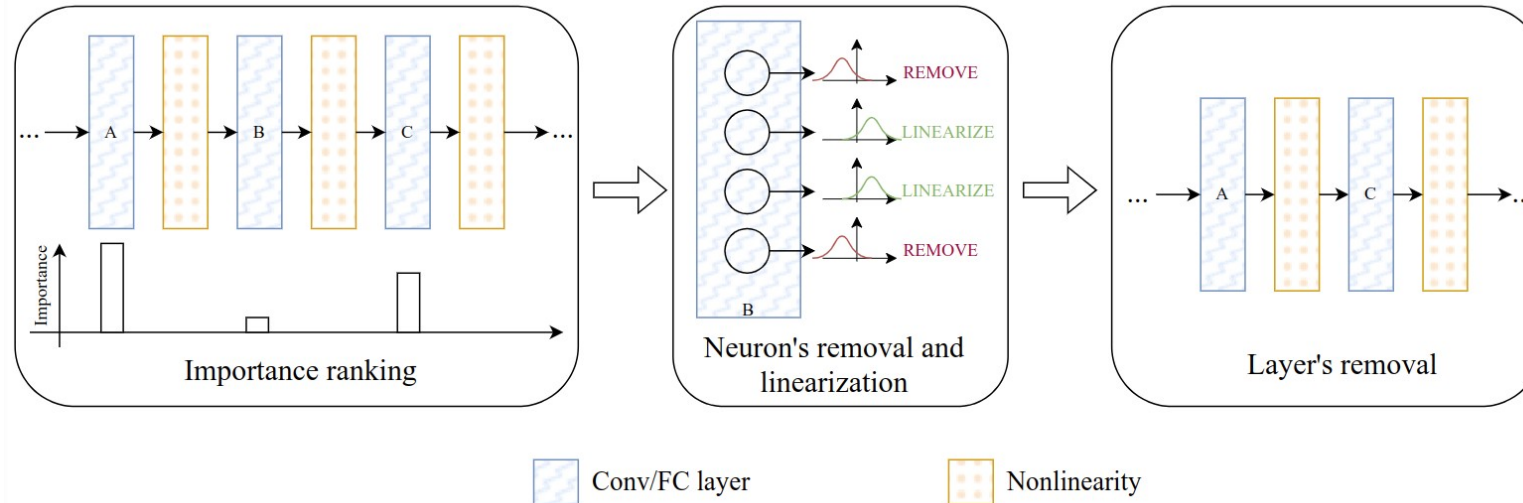 ... A B C ...
Importance
Importance ranking
REMOVE
LINEARIZE
LINEARIZE
REMOVE
B
Neuron's removal and
linearization
... A C ...
Layer's removal
Conv/FC layer
Nonlinearity